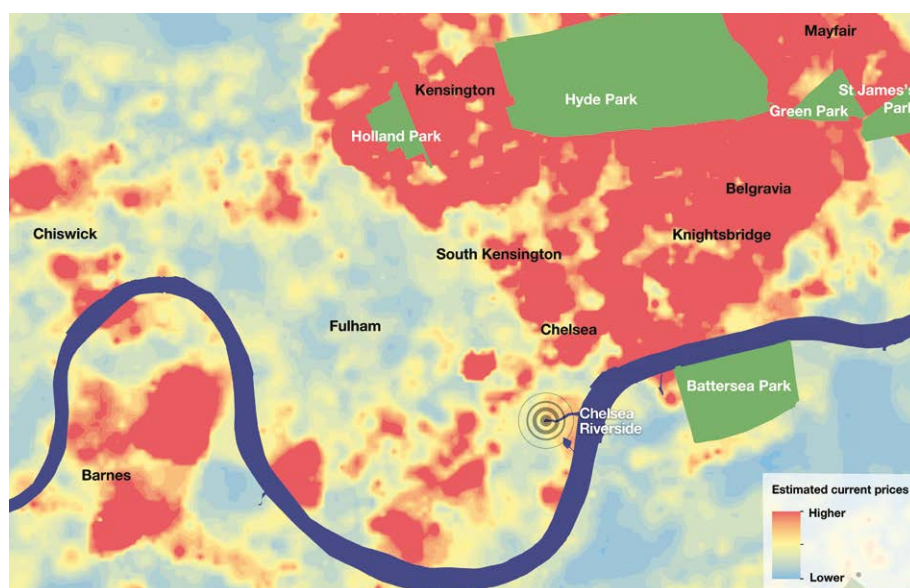 Mayfair
Kensington
Hyde Park
St James's
Park
Green Park
Holland Park
Belgravia
Chiswick
Knightsbridge
South Kensington
Fulham
Chelsea
Battersea Park
Chelsea
Riverside
Barnes
Estimated current prices
Higher
Lower